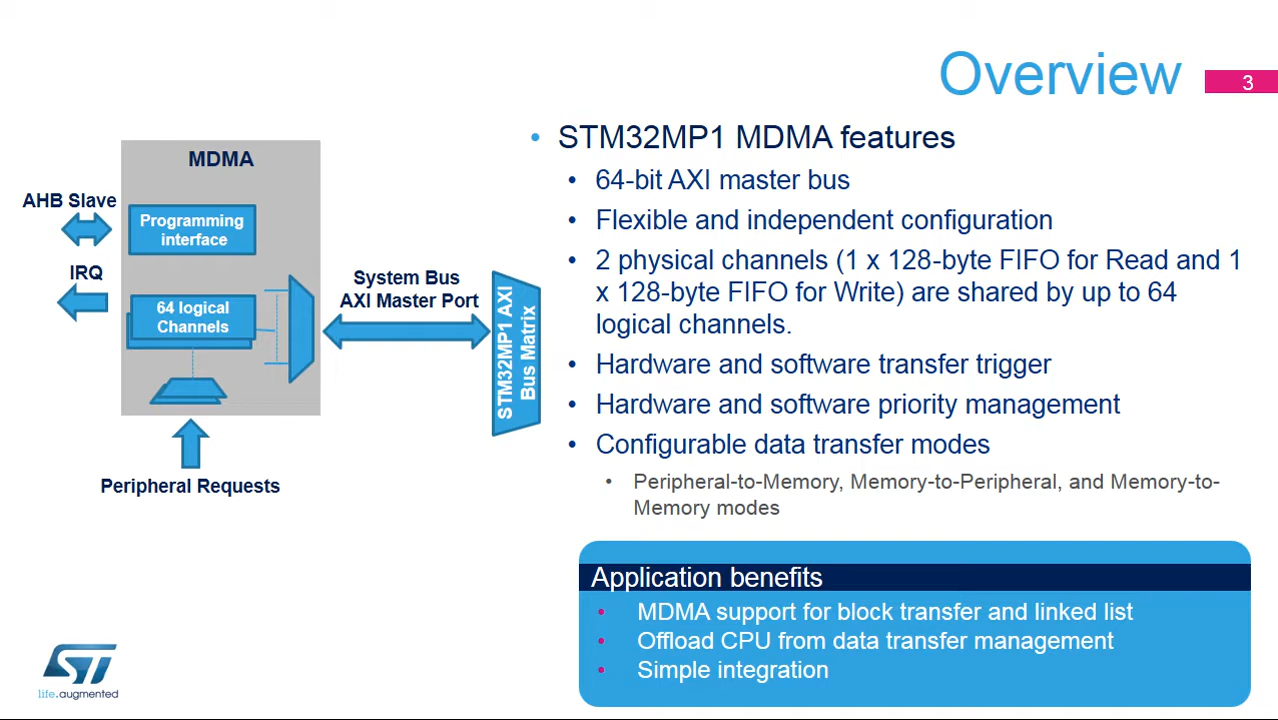 Overview
3
MDMA
AHB Slave
Programming
interface
IRQ
64 logical
Channels
System Bus
AXI Master Port
STM32MP1 AXI
Bus Matrix
Peripheral Requests
• STM32MP1 MDMA features
• 64-bit AXI master bus
• Flexible and independent configuration
• 2 physical channels (1 x 128-byte FIFO for Read and 1
x 128-byte FIFO for Write) are shared by up to 64
logical channels.
• Hardware and software transfer trigger
• Hardware and software priority management
• Configurable data transfer modes
• Peripheral-to-Memory, Memory-to-Peripheral, and Memory-to-
Memory modes
Application benefits
• MDMA support for block transfer and linked list
• Offload CPU from data transfer management
• Simple integration
ST
life.augmented